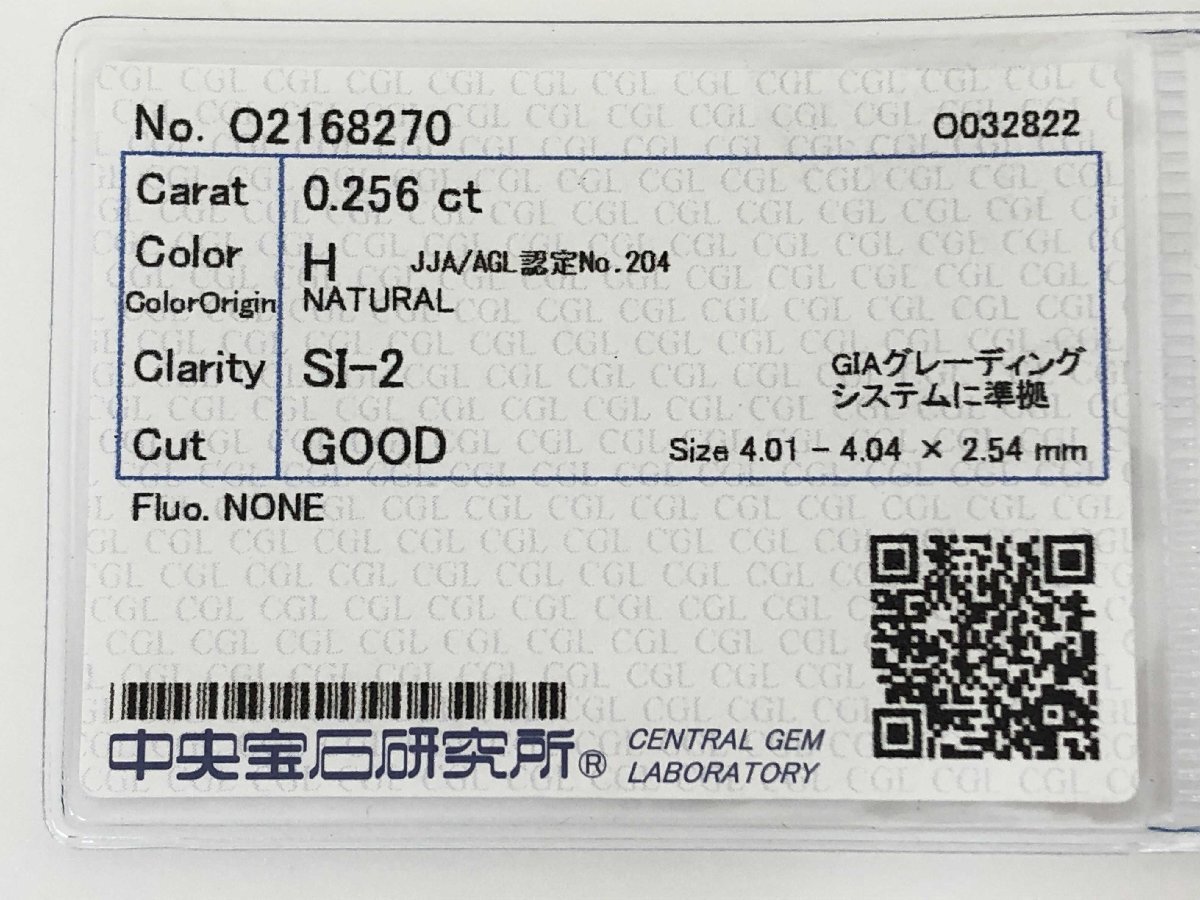 No. O2168270
O032822
Carat 0.256 ct
Color H JJA/AGL認定No.204
ColorOrigin NATURAL
Clarity SI-2
GIAグレーディング
システムに準拠
Cut GOOD Size 4.01 - 4.04 × 2.54 mm
Fluo. NONE
中央宝石研究所® CENTRAL GEM
LABORATORY